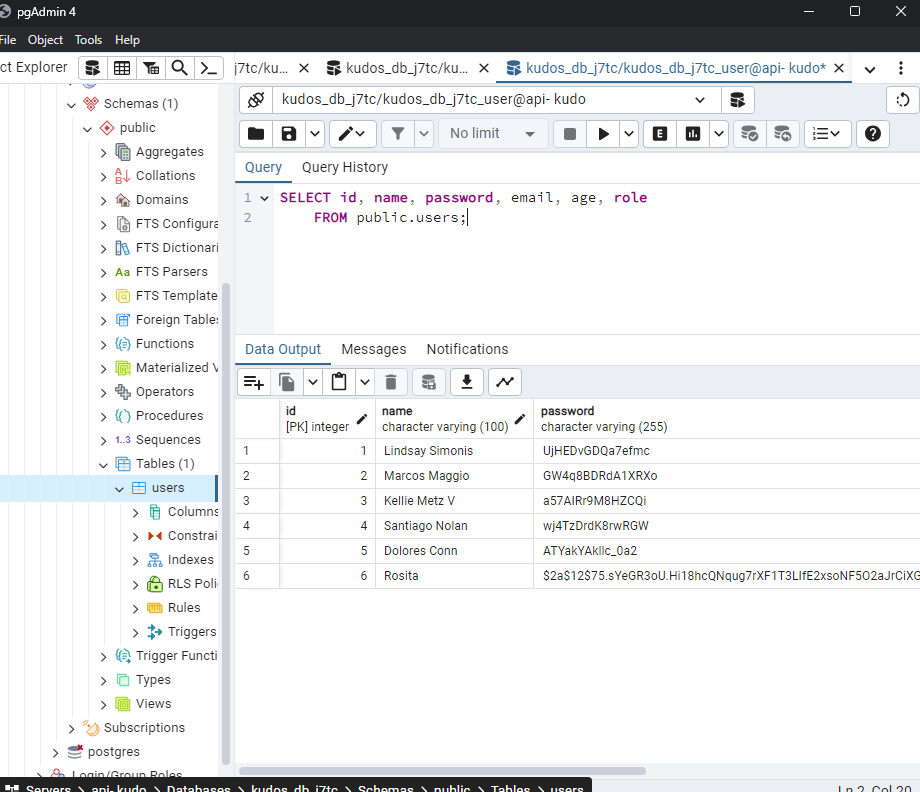 pgAdmin 4
File Object Tools Help
ct Explorer
j7tc/ku... kudos_db_j7tc/ku... kudos_db_j7tc/kudos_db_j7tc_user@api- kudo*
kudos_db_j7tc/kudos_db_j7tc_user@api- kudo
No limit
Query Query History
1 SELECT id, name, password, email, age, role
2 FROM public.users;
Schemas (1)
public
Aggregates
Collations
Domains
FTS Configura
FTS Dictionari
FTS Parsers
FTS Template
Foreign Tables
Functions
Materialized V
Operators
Procedures
1..3 Sequences
Tables (1)
users
Columns
Constrai
Indexes
RLS Poli
Rules
Triggers
Trigger Functi
Types
Views
Subscriptions
postgres
Login/Group Roles
Data Output Messages Notifications
id name password
[PK] integer character varying (100) character varying (255)
1 1 Lindsay Simonis UjHEDvGDQa7efmc
2 2 Marcos Maggio GW4q8BDRdA1XRXo
3 3 Kellie Metz V a57AIRr9M8HZCQi
4 4 Santiago Nolan wj4TzDrdK8rwRGW
5 5 Dolores Conn ATYakYAkIlc_0a2
6 6 Rosita $2a$12$75.sYeGR3oU.Hi18hcQNqug7rXF1T3LIfE2xsoNF5O2aJrCiXG
Servers > api- kudo > Databases > kudos_db_j7tc > Schemas > public > Tables > users
Ln 2, Col 20